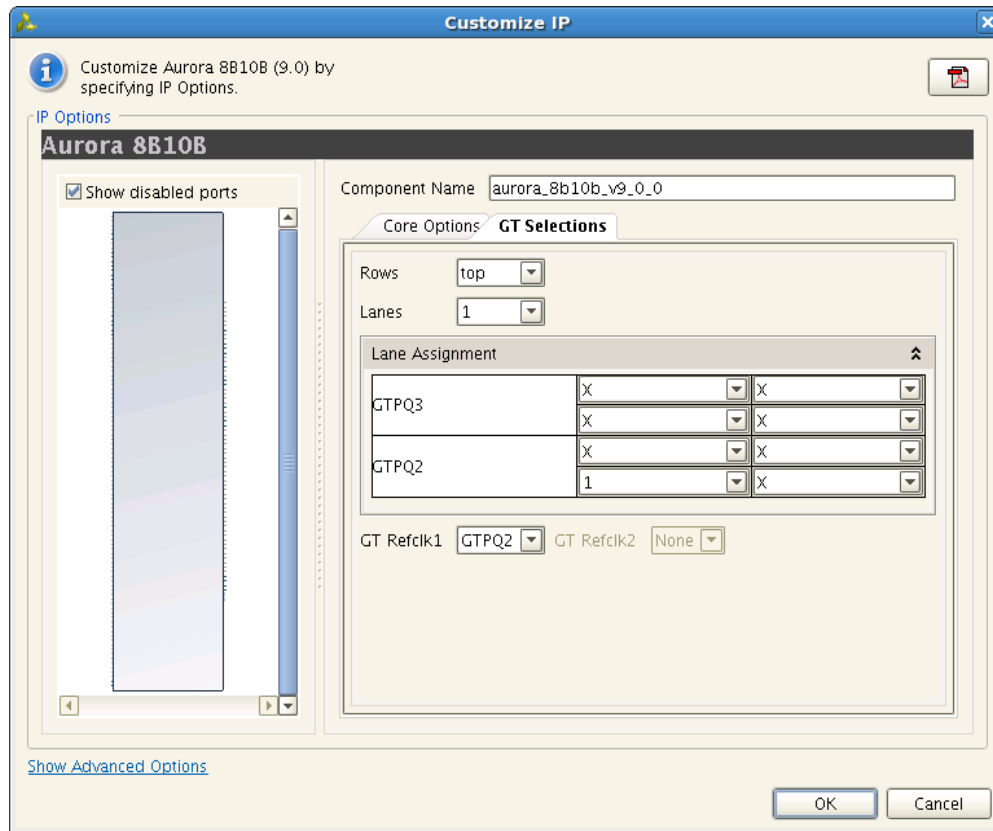 Customize IP
Customize Aurora 8B10B (9.0) by
specifying IP Options.
IP Options
Aurora 8B10B
Show disabled ports
Component Name aurora_8b10b_v9_0_0
Core Options GT Selections
Rows top
Lanes 1
Lane Assignment
GTPQ3
X X
X X
GTPQ2
X X
1 X
GT Refclk1 GTPQ2 GT Refclk2 None
Show Advanced Options
OK Cancel